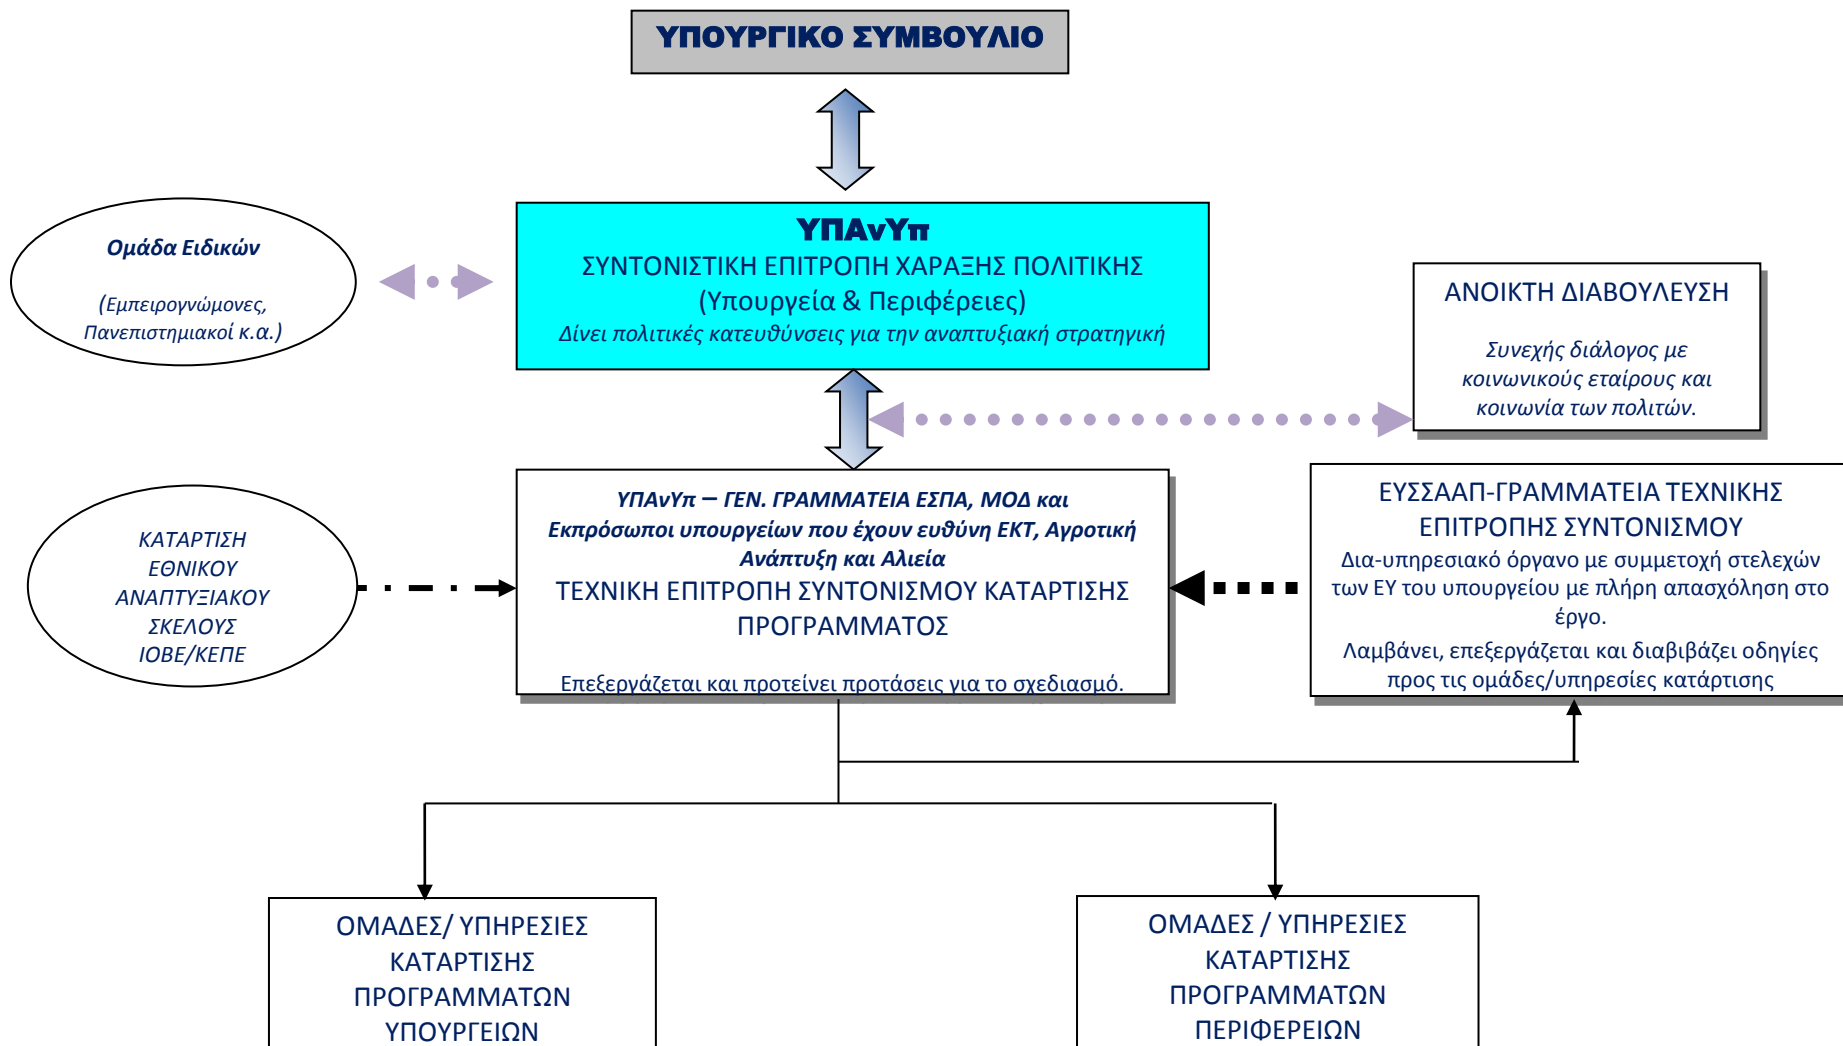 ΥΠΟΥΡΓΙΚΟ ΣΥΜΒΟΥΛΙΟ
Ομάδα Ειδικών
(Εμπειρογνώμονες,
Πανεπιστημιακοί κ.α.)
ΥΠΑνΥπ
ΣΥΝΤΟΝΙΣΤΙΚΗ ΕΠΙΤΡΟΠΗ ΧΑΡΑΞΗΣ ΠΟΛΙΤΙΚΗΣ
(Υπουργεία & Περιφέρειες)
Δίνει πολιτικές κατευθύνσεις για την αναπτυξιακή στρατηγική
ΑΝΟΙΚΤΗ ΔΙΑΒΟΥΛΕΥΣΗ
Συνεχής διάλογος με
κοινωνικούς εταίρους και
κοινωνία των πολιτών.
ΚΑΤΑΡΤΙΣΗ
ΕΘΝΙΚΟΥ
ΑΝΑΠΤΥΞΙΑΚΟΥ
ΣΚΕΛΟΥΣ
ΙΟΒΕ/ΚΕΠΕ
ΥΠΑνΥπ – ΓΕΝ. ΓΡΑΜΜΑΤΕΙΑ ΕΣΠΑ, ΜΟΔ και
Εκπρόσωποι υπουργείων που έχουν ευθύνη ΕΚΤ, Αγροτική
Ανάπτυξη και Αλιεία
ΤΕΧΝΙΚΗ ΕΠΙΤΡΟΠΗ ΣΥΝΤΟΝΙΣΜΟΥ ΚΑΤΑΡΤΙΣΗΣ
ΠΡΟΓΡΑΜΜΑΤΟΣ
Επεξεργάζεται και προτείνει προτάσεις για το σχεδιασμό.
ΕΥΣΣΑΑΠ-ΓΡΑΜΜΑΤΕΙΑ ΤΕΧΝΙΚΗΣ
ΕΠΙΤΡΟΠΗΣ ΣΥΝΤΟΝΙΣΜΟΥ
Δια-υπηρεσιακό όργανο με συμμετοχή στελεχών
των ΕΥ του υπουργείου με πλήρη απασχόληση στο
έργο.
Λαμβάνει, επεξεργάζεται και διαβιβάζει οδηγίες
προς τις ομάδες/υπηρεσίες κατάρτισης
ΟΜΑΔΕΣ/ ΥΠΗΡΕΣΙΕΣ
ΚΑΤΑΡΤΙΣΗΣ
ΠΡΟΓΡΑΜΜΑΤΩΝ
ΥΠΟΥΡΓΕΙΩΝ
ΟΜΑΔΕΣ / ΥΠΗΡΕΣΙΕΣ
ΚΑΤΑΡΤΙΣΗΣ
ΠΡΟΓΡΑΜΜΑΤΩΝ
ΠΕΡΙΦΕΡΕΙΩΝ